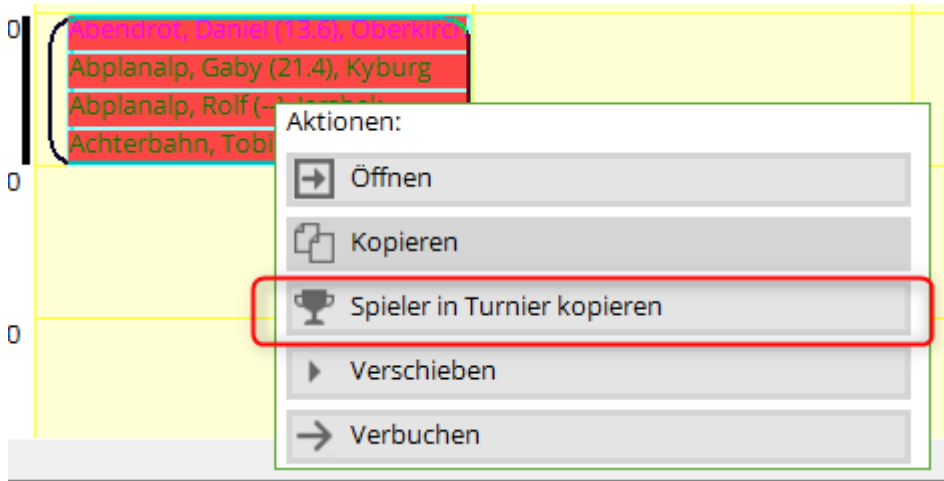 0
Abendrot, Daniel (13.6), Oberkirch
Abplanalp, Gaby (21.4), Kyburg
Abplanalp, Rolf (--),
Achterbahn, Tobi
Aktionen:
0
Öffnen
Kopieren
Spieler in Turnier kopieren
0
Verschieben
Verbuchen